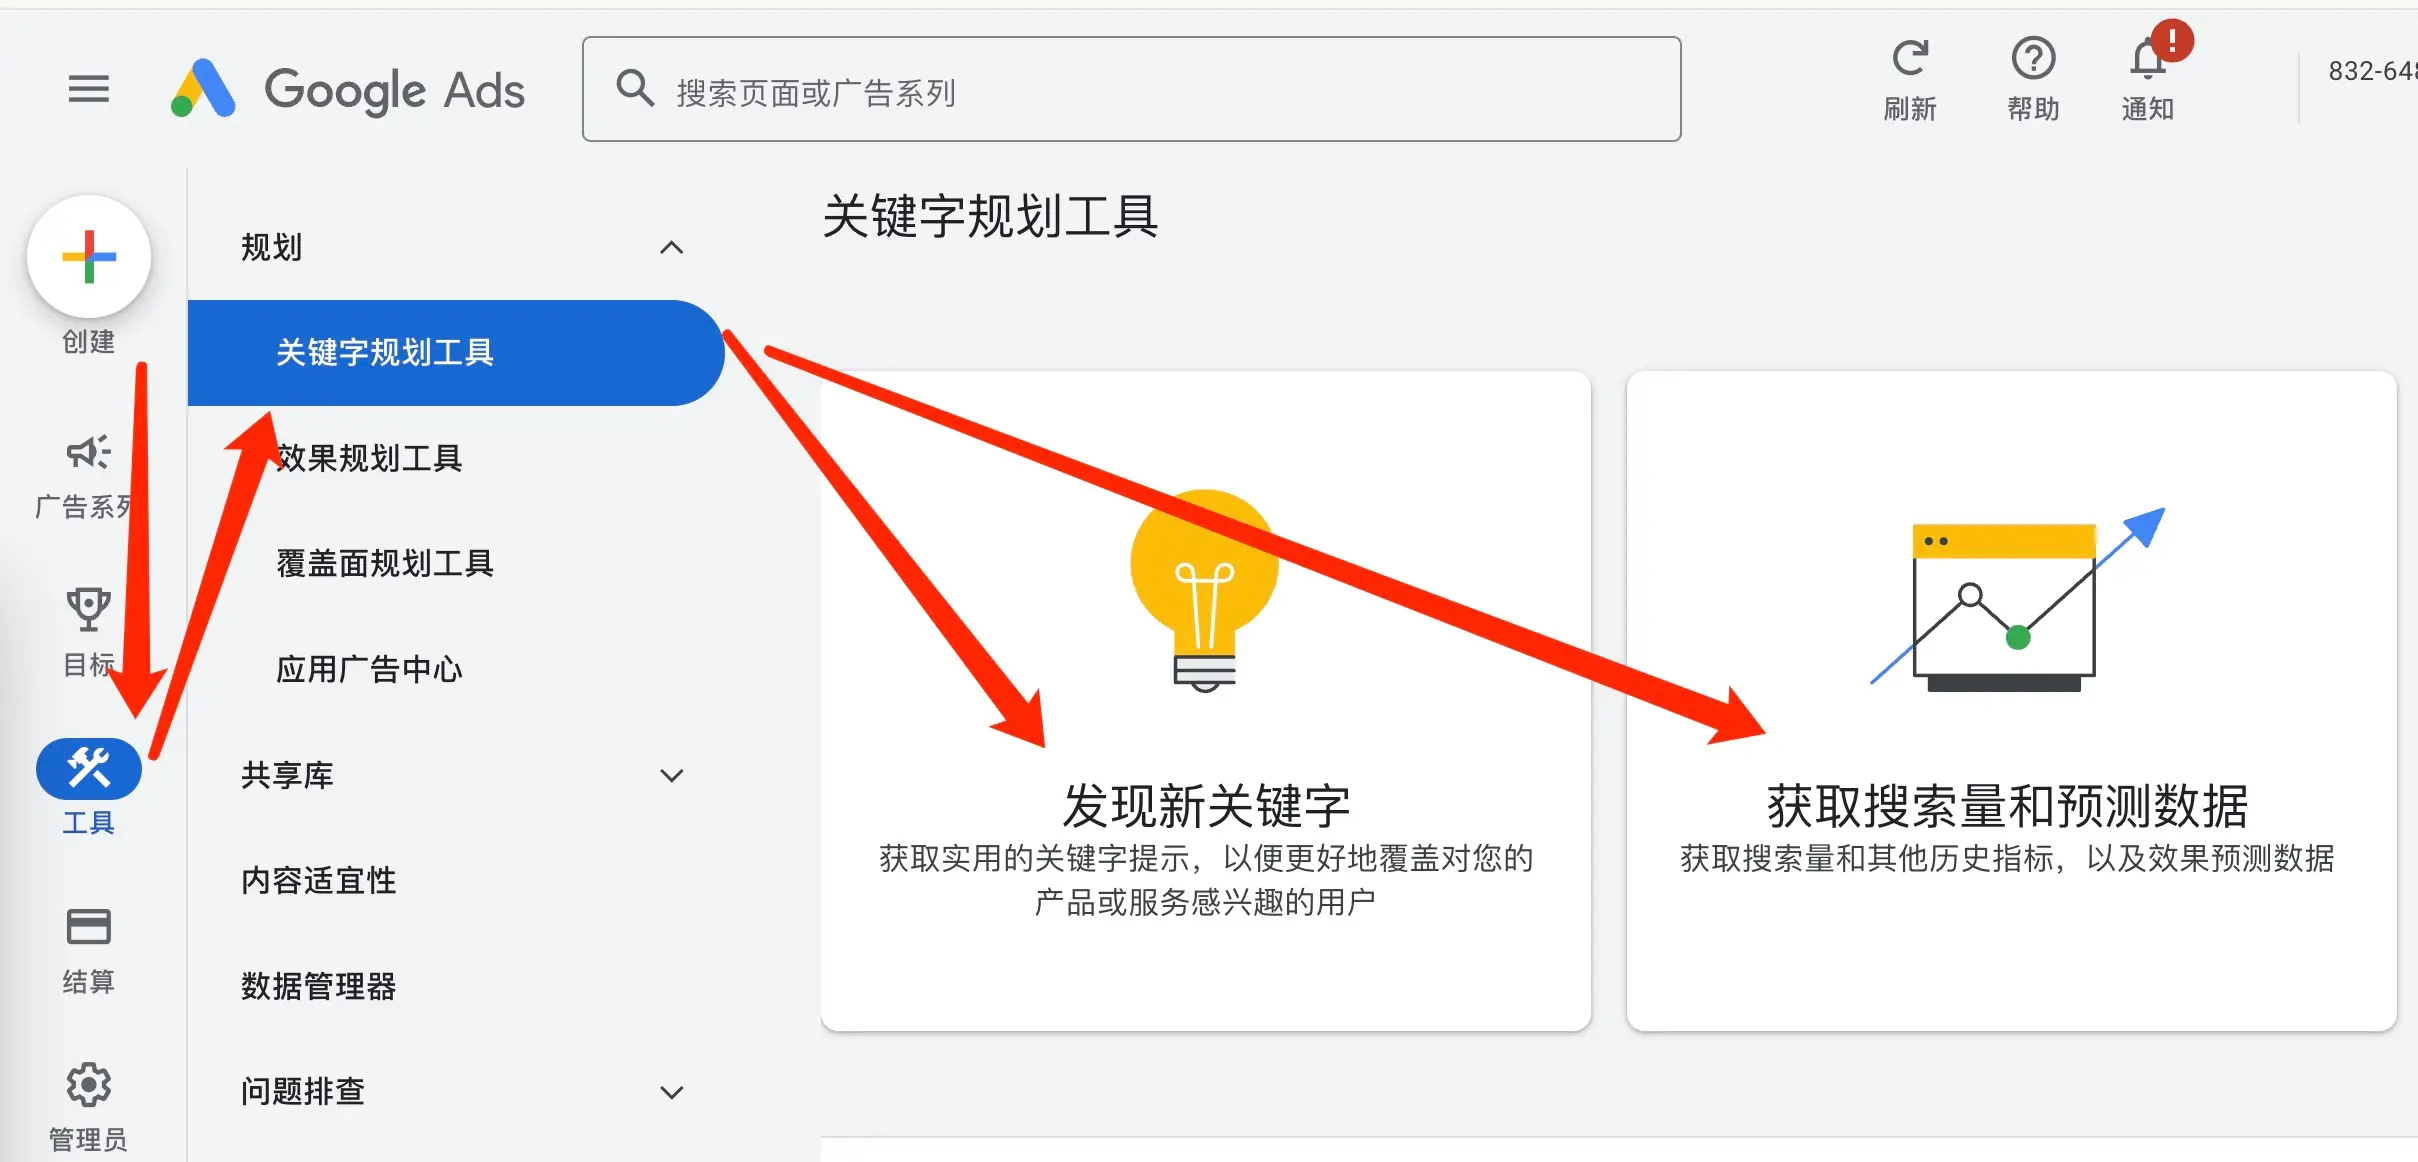 Google Ads
搜索页面或广告系列
刷新
帮助
通知
832-648
创建
广告系列
目标
工具
结算
管理员
规划
关键字规划工具
效果规划工具
覆盖面规划工具
应用广告中心
共享库
内容适宜性
数据管理器
问题排查
关键字规划工具
发现新关键字
获取实用的关键字提示，以便更好地覆盖对您的
产品或服务感兴趣的用户
获取搜索量和预测数据
获取搜索量和其他历史指标，以及效果预测数据